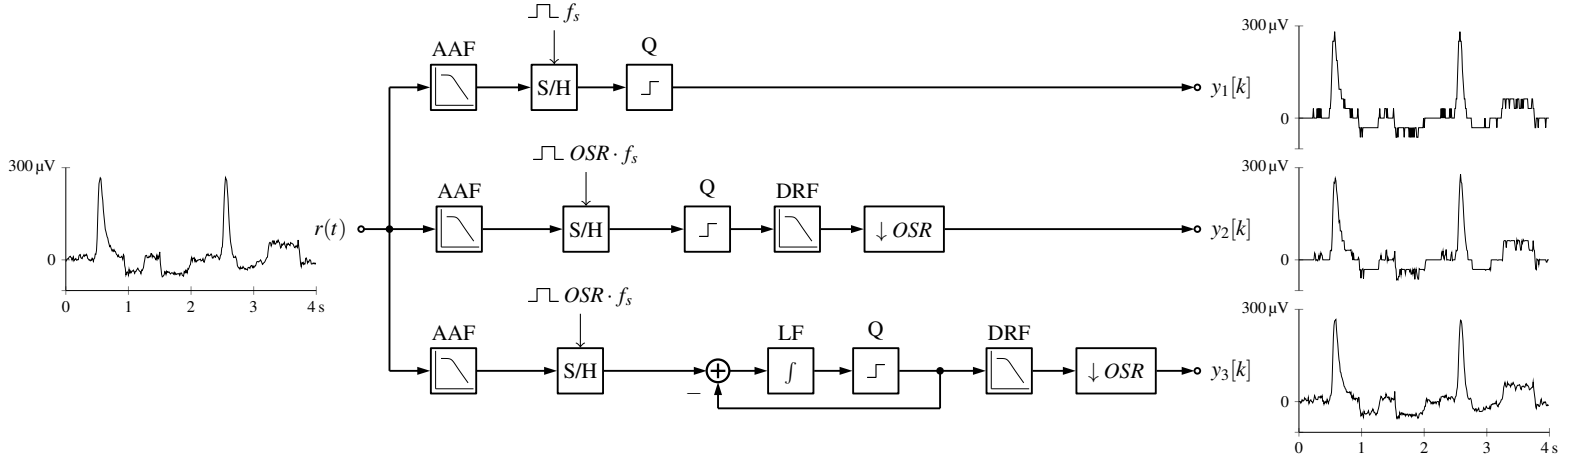 300 µV
0
0 1 2 3 4 s
r(t)
f_s
AAF
S/H
Q
y_1[k]
OSR · f_s
AAF
S/H
Q
DRF
↓ OSR
y_2[k]
OSR · f_s
AAF
S/H
−
+
LF
∫
Q
DRF
↓ OSR
y_3[k]
300 µV
0
300 µV
0
300 µV
0
0 1 2 3 4 s